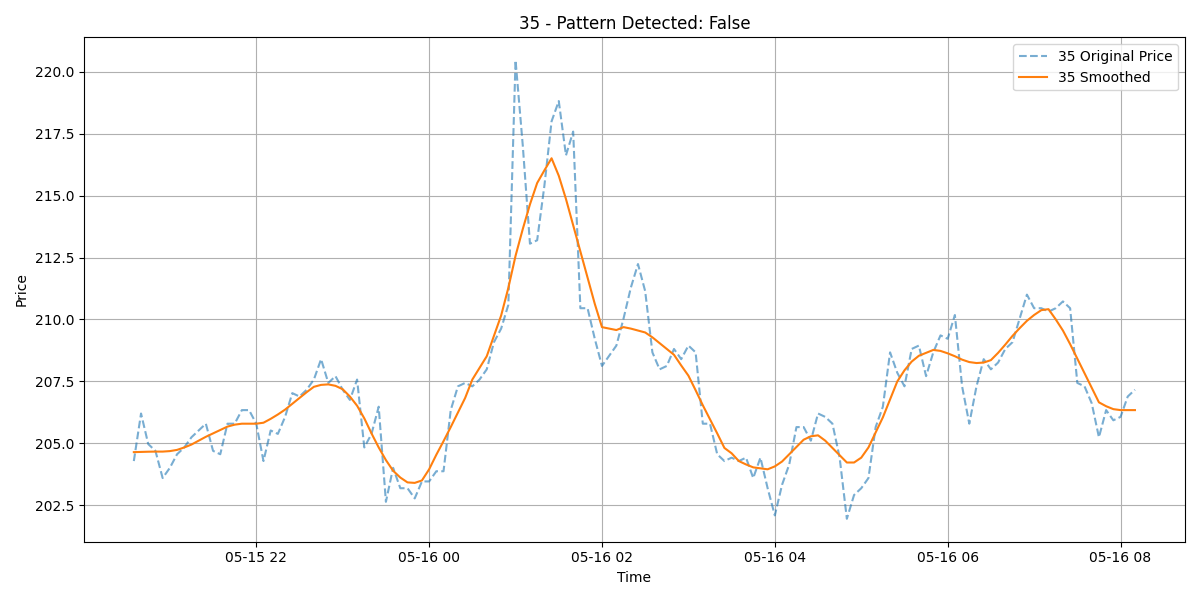 35 - Pattern Detected: False
35 Original Price
35 Smoothed
220.0
217.5
215.0
212.5
210.0
207.5
205.0
202.5
Price
05-15 22
05-16 00
05-16 02
05-16 04
05-16 06
05-16 08
Time